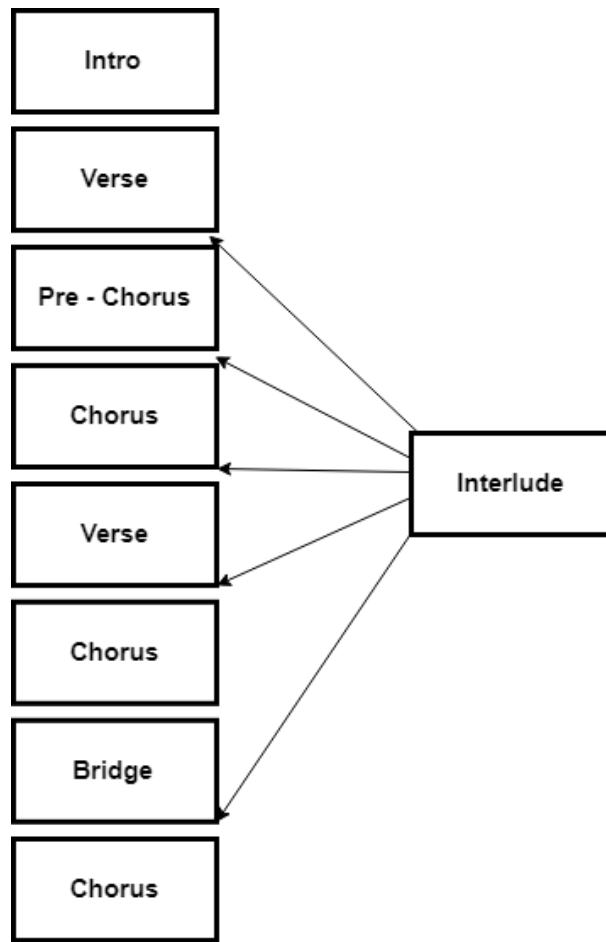 Intro
Verse
Pre - Chorus
Chorus
Interlude
Verse
Chorus
Bridge
Chorus